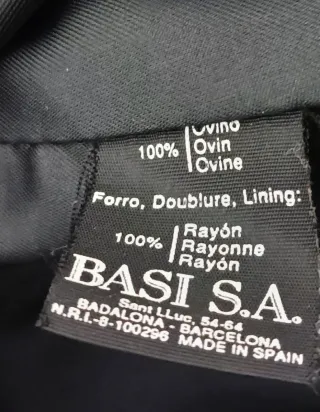 Ovino
100% Ovin
Ovine
Forro, Doublure, Lining:
Rayón
100% Rayonne
Rayón
BASI S.A.
Sant LLuc, 54-64
BADALONA - BARCELONA
N.R.I.-8-100296 MADE IN SPAIN